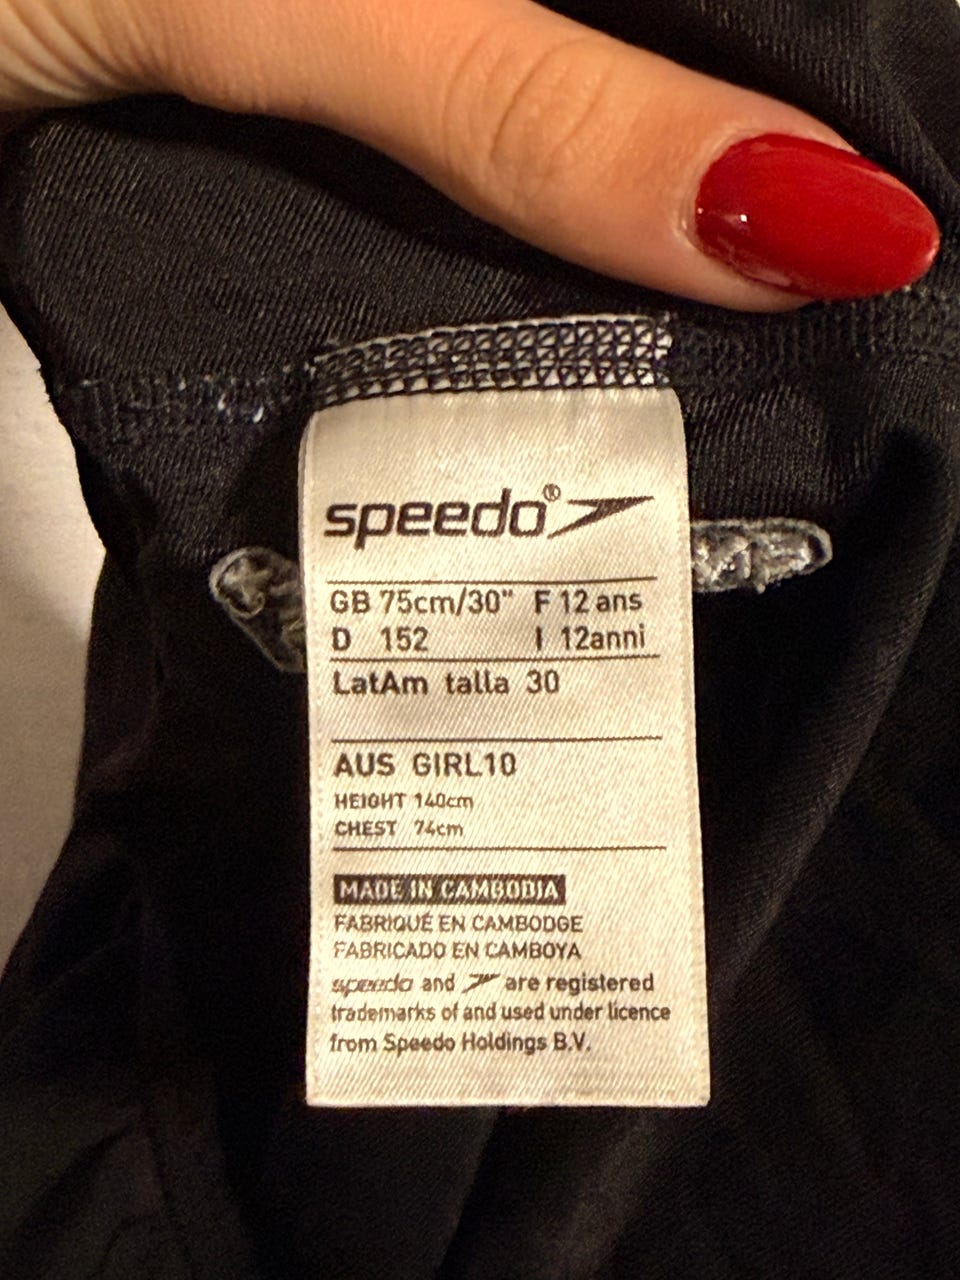 speedo®
GB 75cm/30" F 12 ans
D 152 I 12anni
LatAm talla 30
AUS GIRL10
HEIGHT 140cm
CHEST 74cm
MADE IN CAMBODIA
FABRIQUÉ EN CAMBODGE
FABRICADO EN CAMBOYA
speedo and are registered
trademarks of and used under licence
from Speedo Holdings B.V.